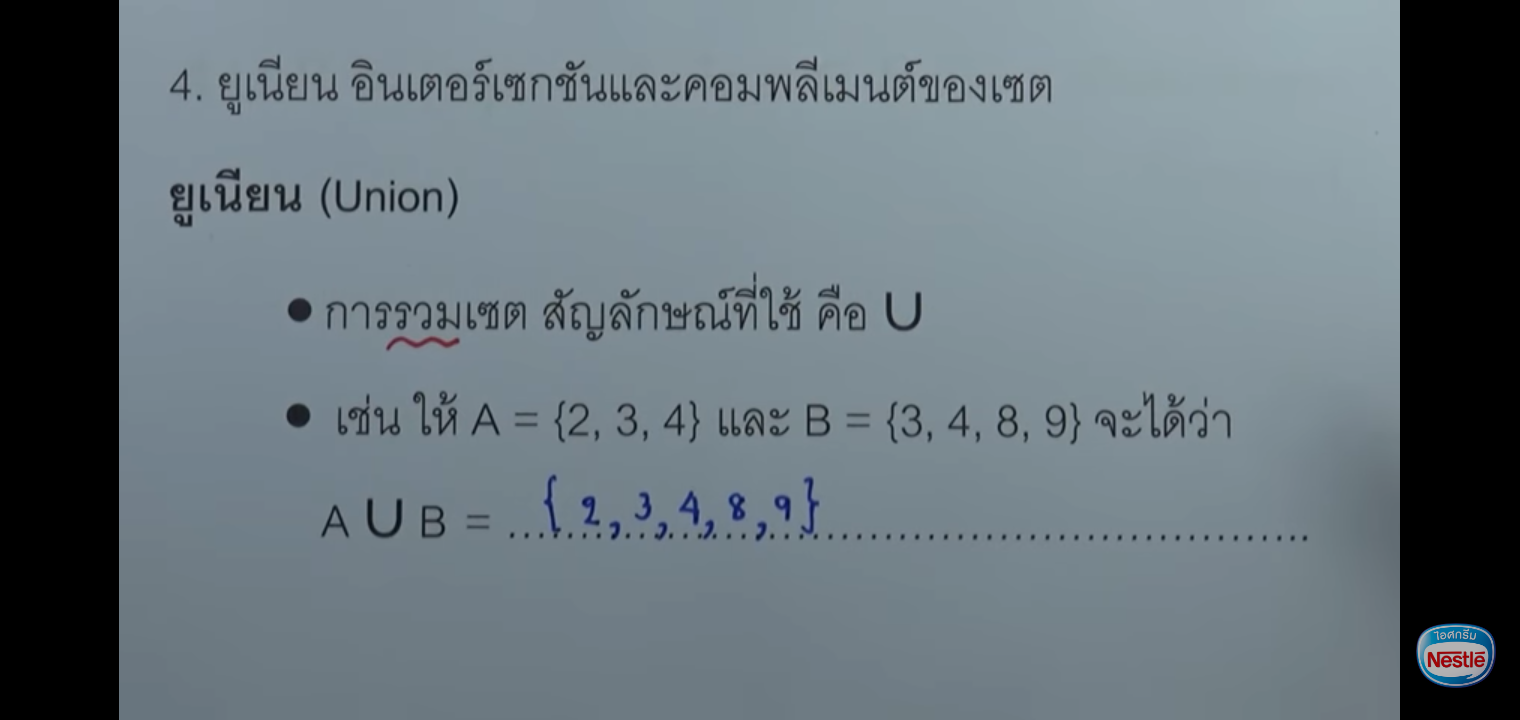 4. ยูเนียน อินเตอร์เซกชันและคอมพลีเมนต์ของเซต
ยูเนียน (Union)
● การรวมเซต สัญลักษณ์ที่ใช้ คือ ∪
● เช่น ให้ A = {2, 3, 4} และ B = {3, 4, 8, 9} จะได้ว่า
A ∪ B = {2, 3, 4, 8, 9}
ไอศกรีม
Nestlé